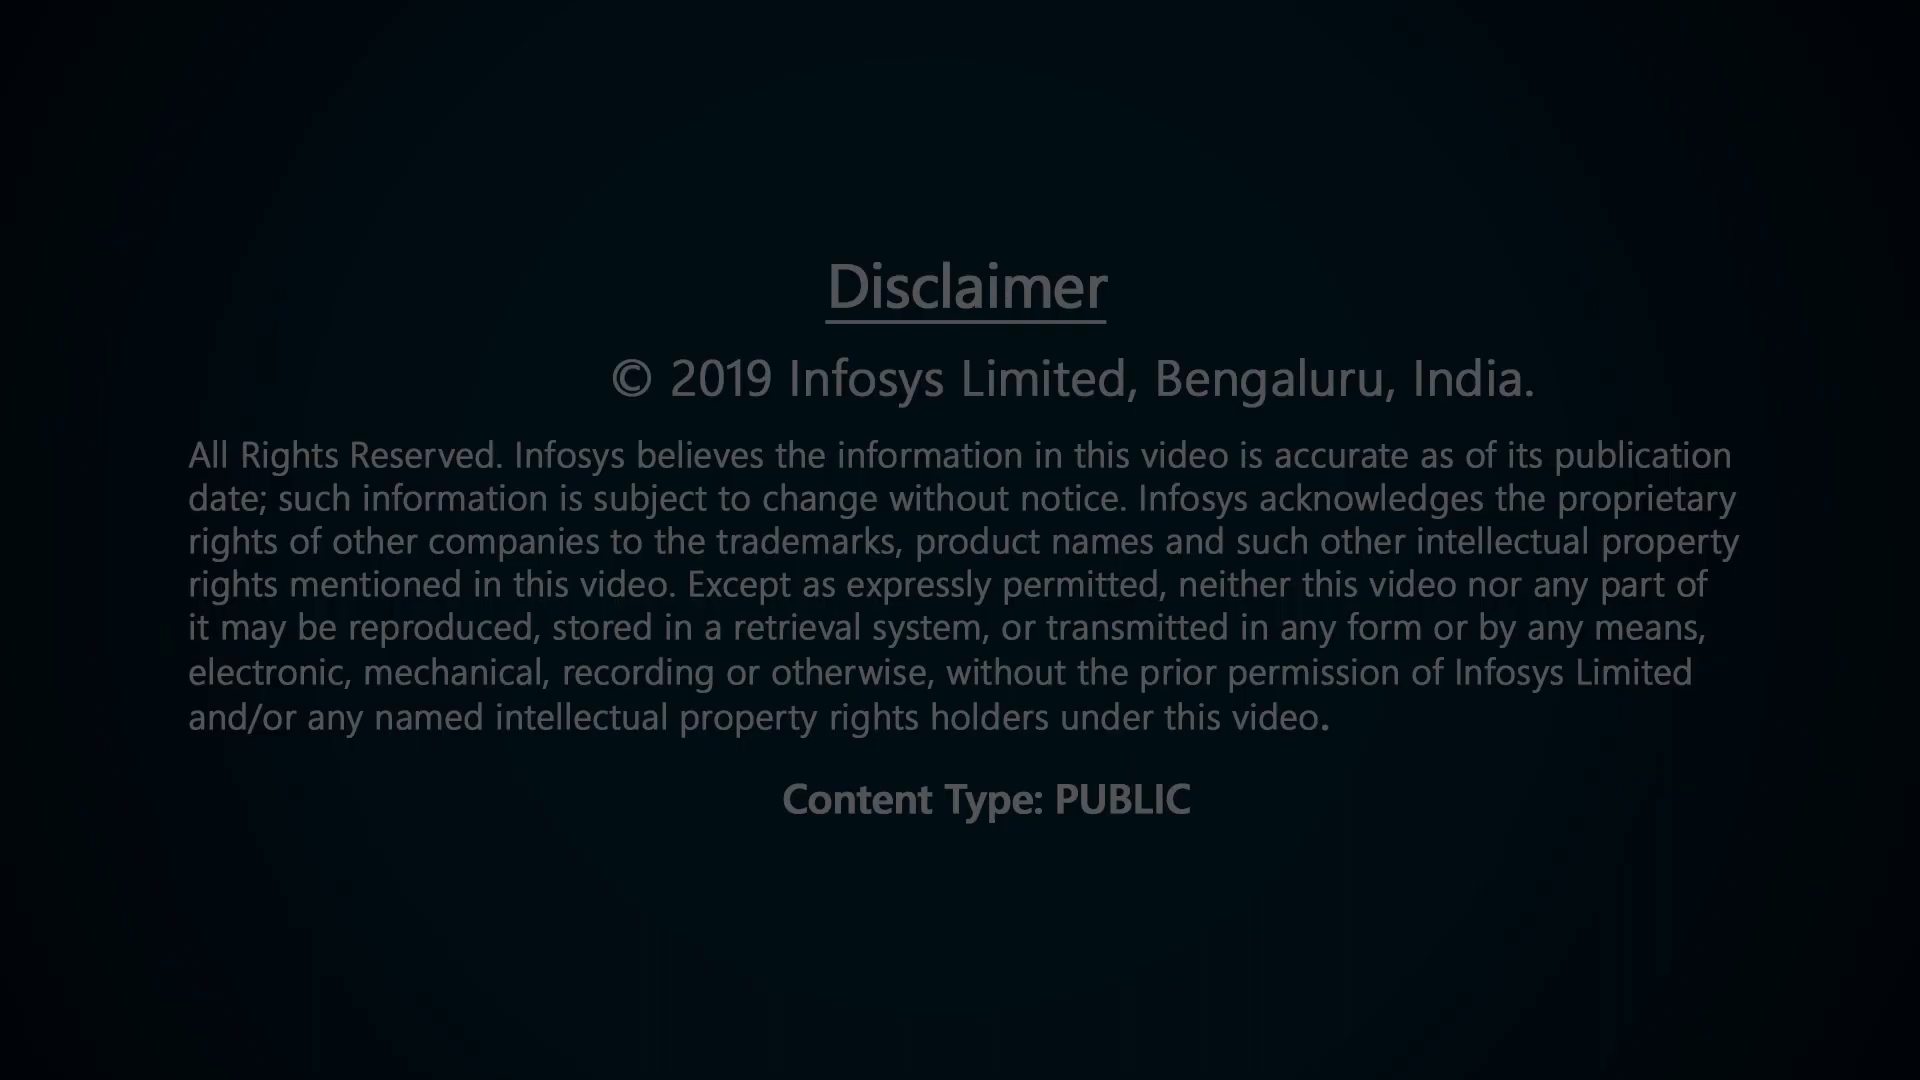 Disclaimer
© 2019 Infosys Limited, Bengaluru, India.
All Rights Reserved. Infosys believes the information in this video is accurate as of its publication
date; such information is subject to change without notice. Infosys acknowledges the proprietary
rights of other companies to the trademarks, product names and such other intellectual property
rights mentioned in this video. Except as expressly permitted, neither this video nor any part of
it may be reproduced, stored in a retrieval system, or transmitted in any form or by any means,
electronic, mechanical, recording or otherwise, without the prior permission of Infosys Limited
and/or any named intellectual property rights holders under this video.
Content Type: PUBLIC